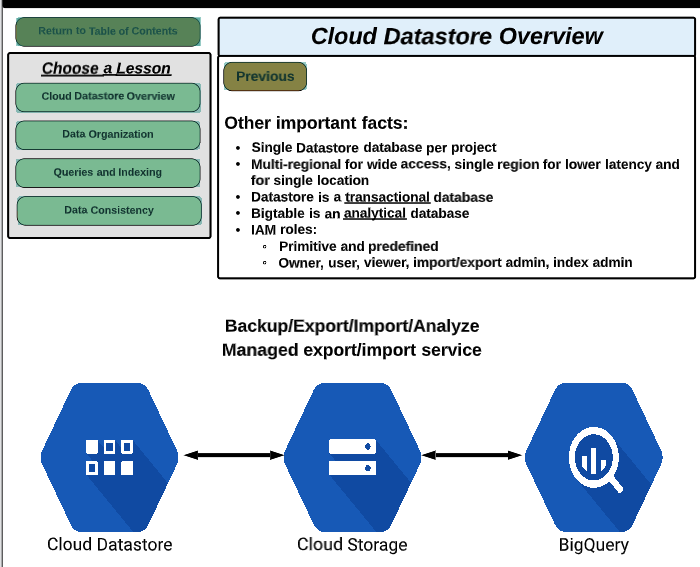 Return to Table of Contents
Choose a Lesson
Cloud Datastore Overview
Data Organization
Queries and Indexing
Data Consistency
Cloud Datastore Overview
Previous
Other important facts:
• Single Datastore database per project
• Multi-regional for wide access, single region for lower latency and
for single location
• Datastore is a transactional database
• Bigtable is an analytical database
• IAM roles:
◦ Primitive and predefined
◦ Owner, user, viewer, import/export admin, index admin
Backup/Export/Import/Analyze
Managed export/import service
Cloud Datastore
Cloud Storage
BigQuery